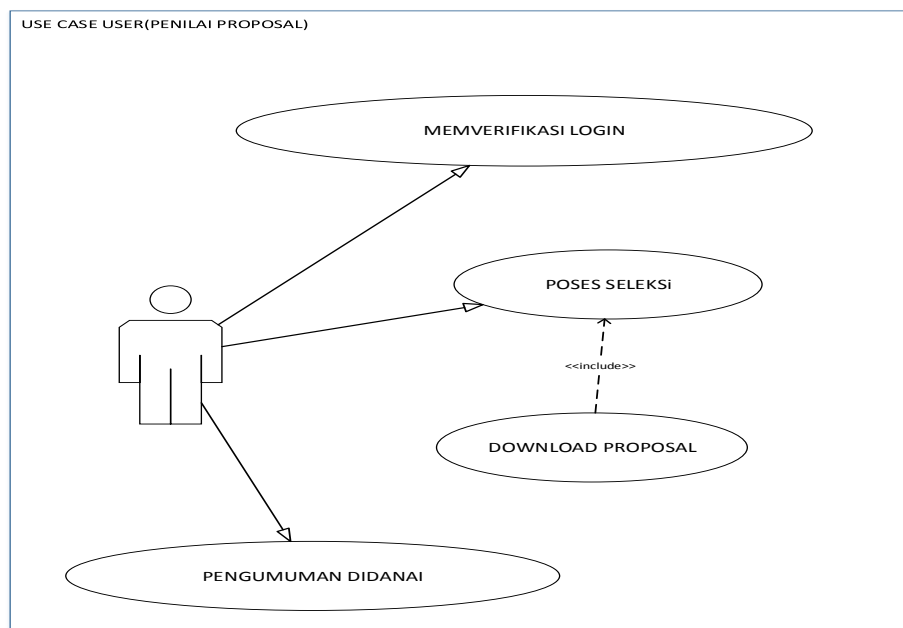 USE CASE USER(PENILAI PROPOSAL)
MEMVERIFIKASI LOGIN
POSES SELEKSi
<<include>>
DOWNLOAD PROPOSAL
PENGUMUMAN DIDANAI